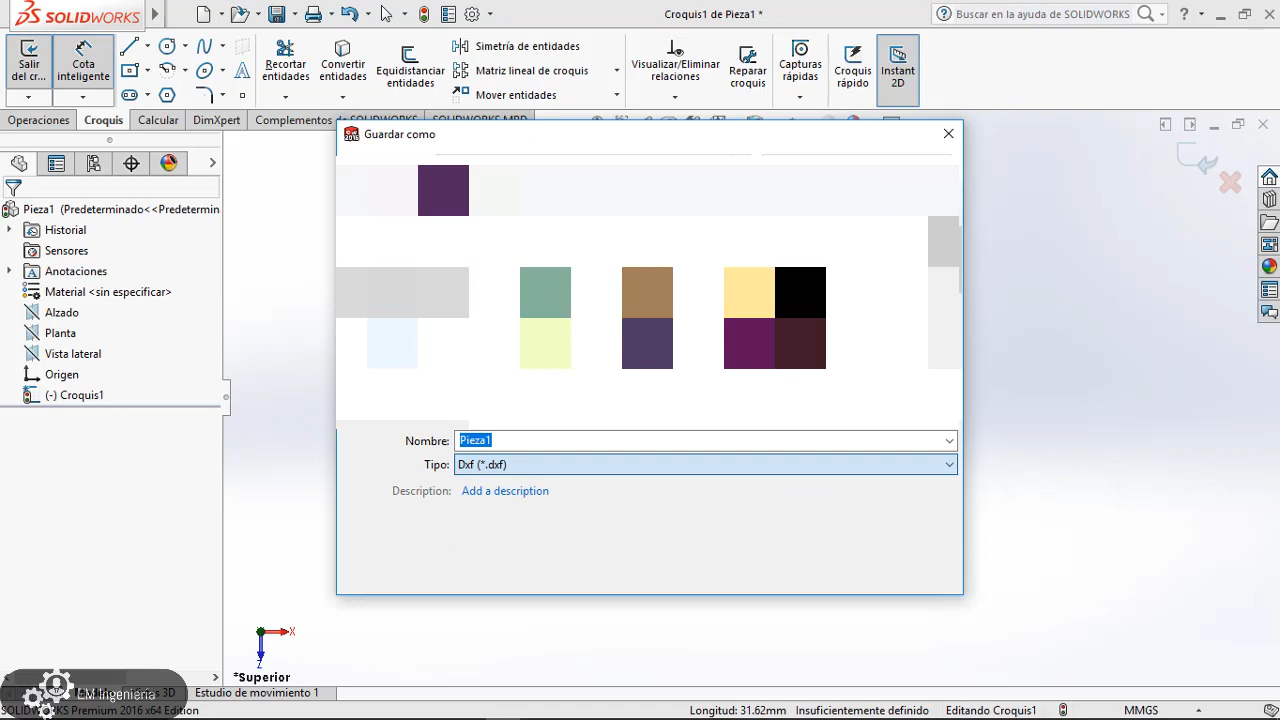 SOLIDWORKS
Croquis1 de Pieza1 *
Buscar en la ayuda de SOLIDWORKS
?
Salir
del cr...
Cota
inteligente
Recortar
entidades
Convertir
entidades
Equidistanciar
entidades
Simetría de entidades
Matriz lineal de croquis
Mover entidades
Visualizar/Eliminar
relaciones
Reparar
croquis
Capturas
rápidas
Croquis
rápido
Instant
2D
Operaciones
Croquis
Calcular
DimXpert
Complementos de SOLIDWORKS
SOLIDWORKS MBD
Guardar como
Pieza1 (Predeterminado<<Predetermin
Historial
Sensores
Anotaciones
Material <sin especificar>
Alzado
Planta
Vista lateral
Origen
(-) Croquis1
Nombre: Pieza1
Tipo: Dxf (*.dxf)
Description: Add a description
X
Z
*Superior
EM Ingeniería
3D
Estudio de movimiento 1
SOLIDWORKS Premium 2016 x64 Edition
Longitud: 31.62mm
Insuficientemente definido
Editando Croquis1
MMGS